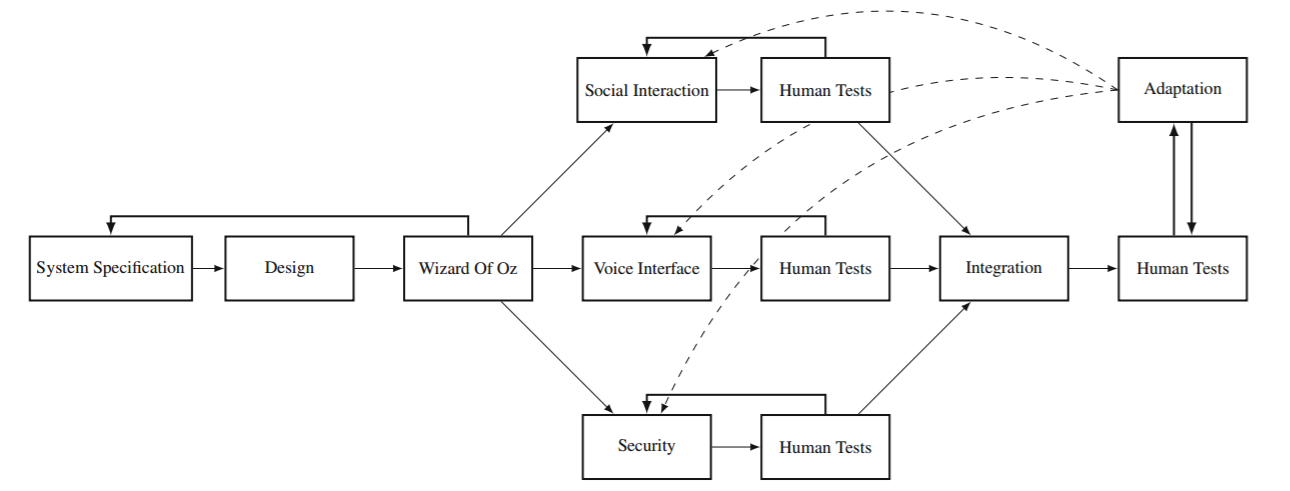 Social Interaction
Human Tests
Adaptation
System Specification
Design
Wizard Of Oz
Voice Interface
Human Tests
Integration
Human Tests
Security
Human Tests